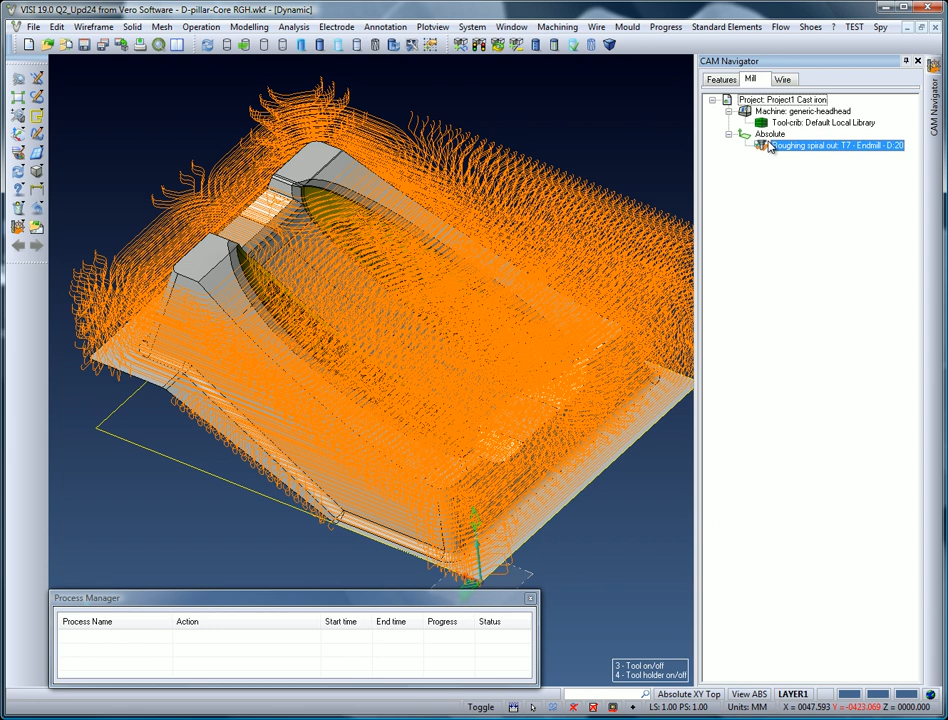 VISI 19.0 Q2_Upd24 from Vero Software - D-pillar-Core RGH.wkf - [Dynamic]
File Edit Wireframe Solid Mesh Operation Modelling Analysis Electrode Annotation Plotview System Window Machining Wire Mould Progress Standard Elements Flow Shoes ? TEST Spy
CAM Navigator
Features Mill Wire
CAM Navigator
Project: Project1 Cast iron
Machine: generic-headhead
Tool-crib: Default Local Library
Absolute
Roughing spiral out: T7 - Endmill - D:20
Process Manager
Process Name Action Start time End time Progress Status
3 - Tool on/off
4 - Tool holder on/off
Absolute XY Top View ABS LAYER1
Toggle LS: 1.00 PS: 1.00 Units: MM X = 0047.593 Y =-0423.069 Z = 0000.000